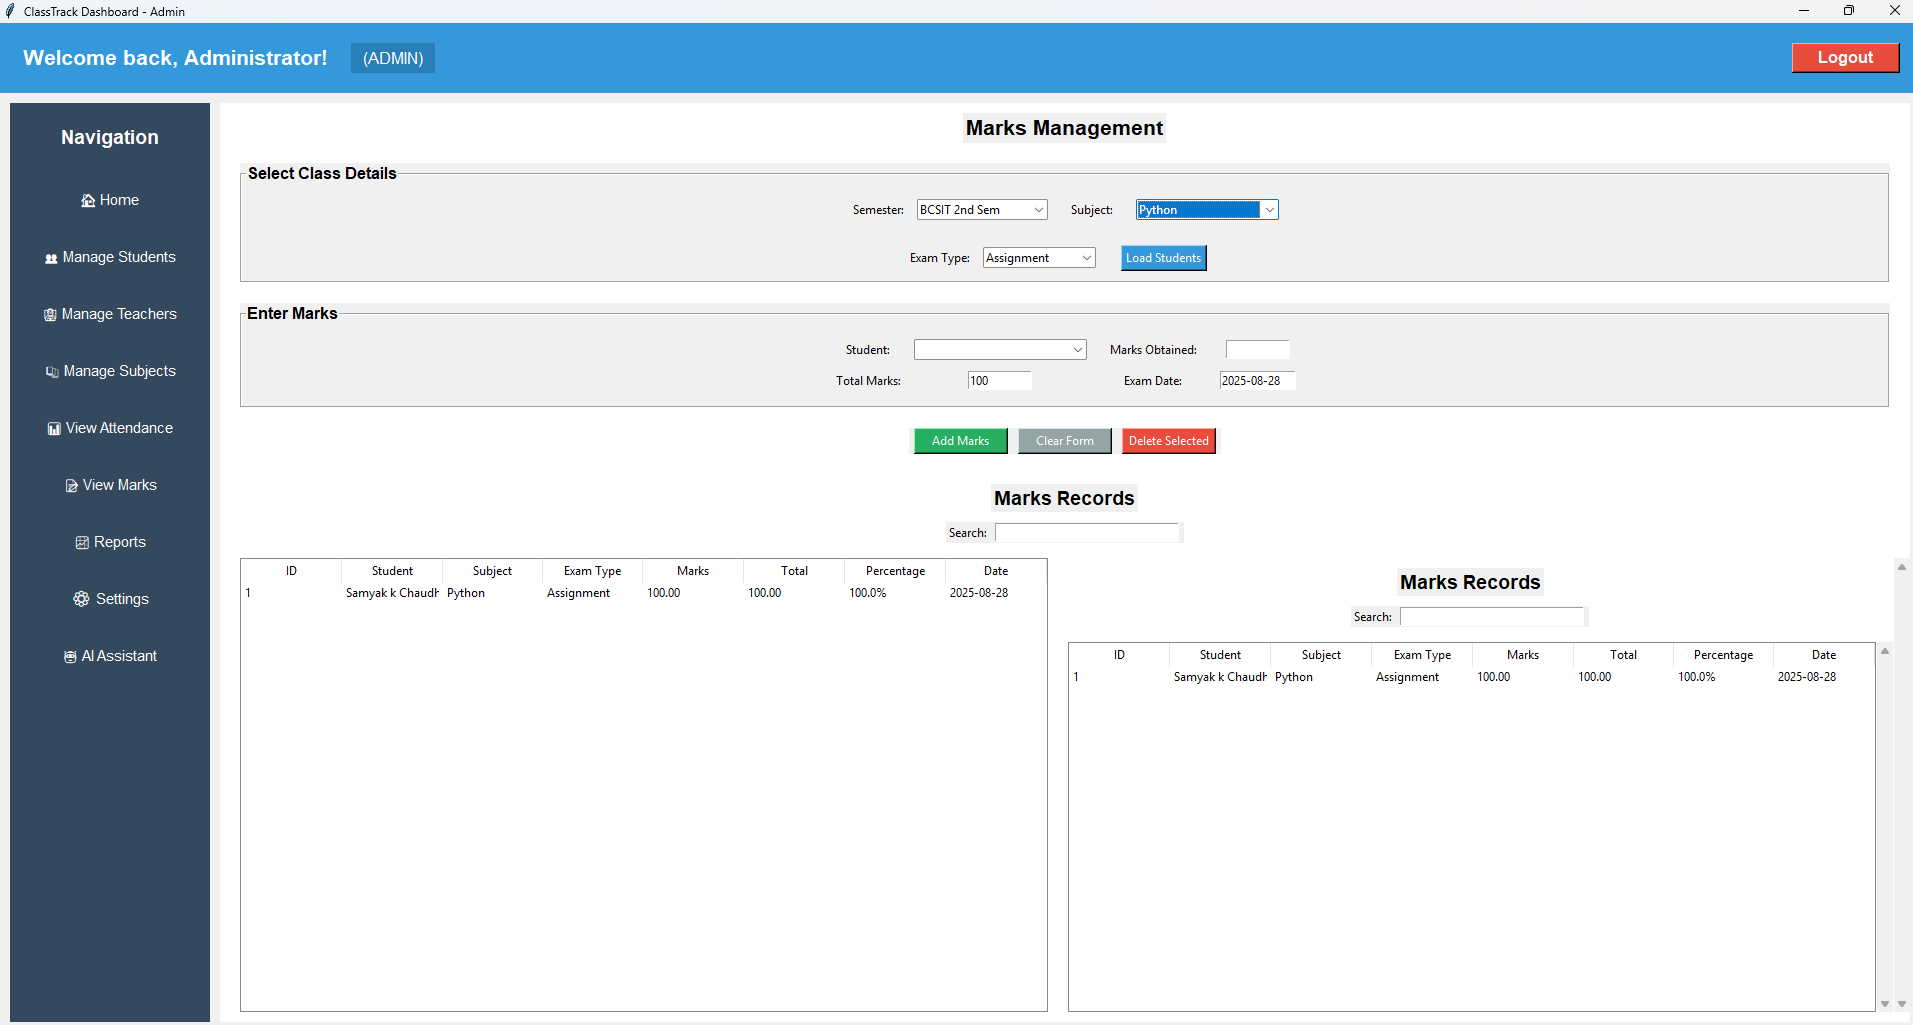 ClassTrack Dashboard - Admin
Welcome back, Administrator! (ADMIN) Logout
Navigation
Home
Manage Students
Manage Teachers
Manage Subjects
View Attendance
View Marks
Reports
Settings
AI Assistant
Marks Management
Select Class Details
Semester: BCSIT 2nd Sem Subject: Python
Exam Type: Assignment Load Students
Enter Marks
Student: Marks Obtained:
Total Marks: 100 Exam Date: 2025-08-28
Add Marks Clear Form Delete Selected
Marks Records
Search:
ID Student Subject Exam Type Marks Total Percentage Date
1 Samyak k Chaudh Python Assignment 100.00 100.00 100.0% 2025-08-28
Marks Records
Search:
ID Student Subject Exam Type Marks Total Percentage Date
1 Samyak k Chaudh Python Assignment 100.00 100.00 100.0% 2025-08-28